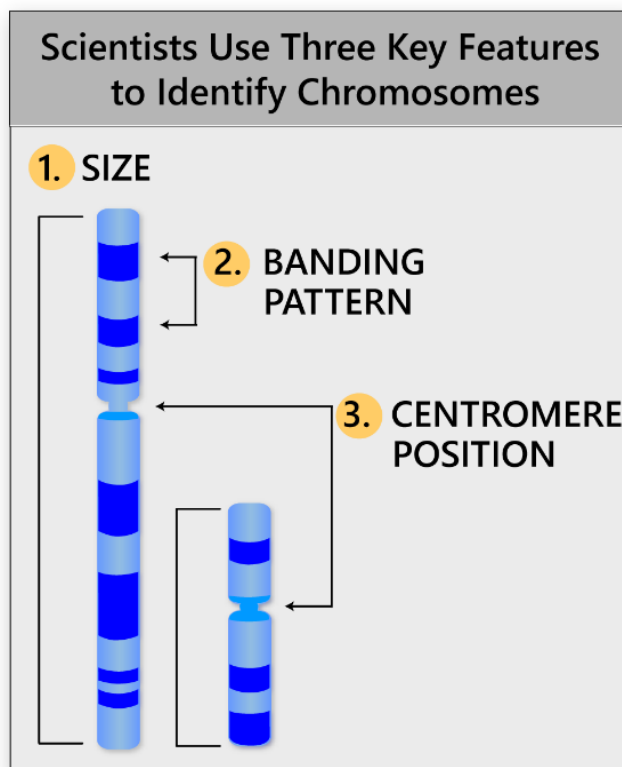 Scientists Use Three Key Features
to Identify Chromosomes
1. SIZE
2. BANDING
PATTERN
3. CENTROMERE
POSITION